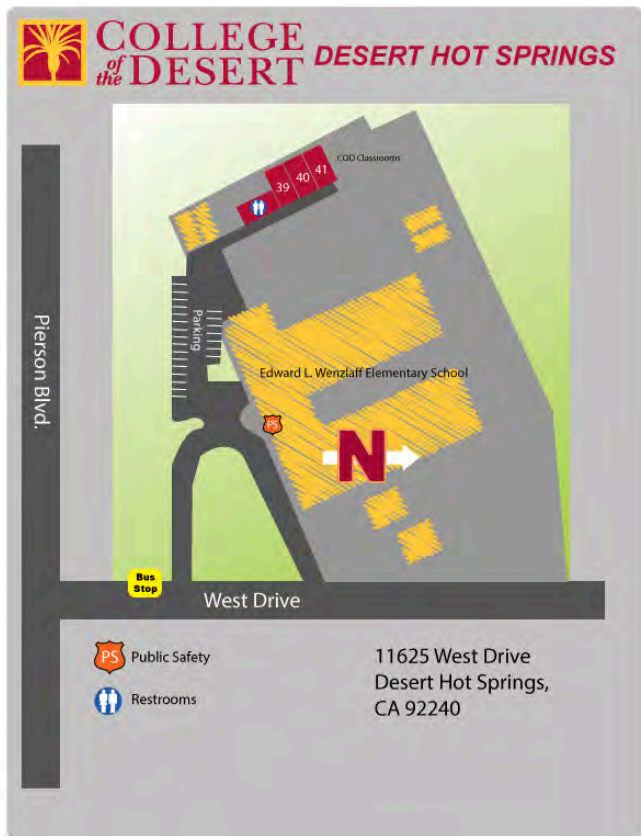 COLLEGE
of the DESERT
DESERT HOT SPRINGS
COD Classrooms
39 40 41
Parking
Pierson Blvd.
Edward L. Wenzlaff Elementary School
PS
N
Bus
Stop
West Drive
PS Public Safety
Restrooms
11625 West Drive
Desert Hot Springs,
CA 92240